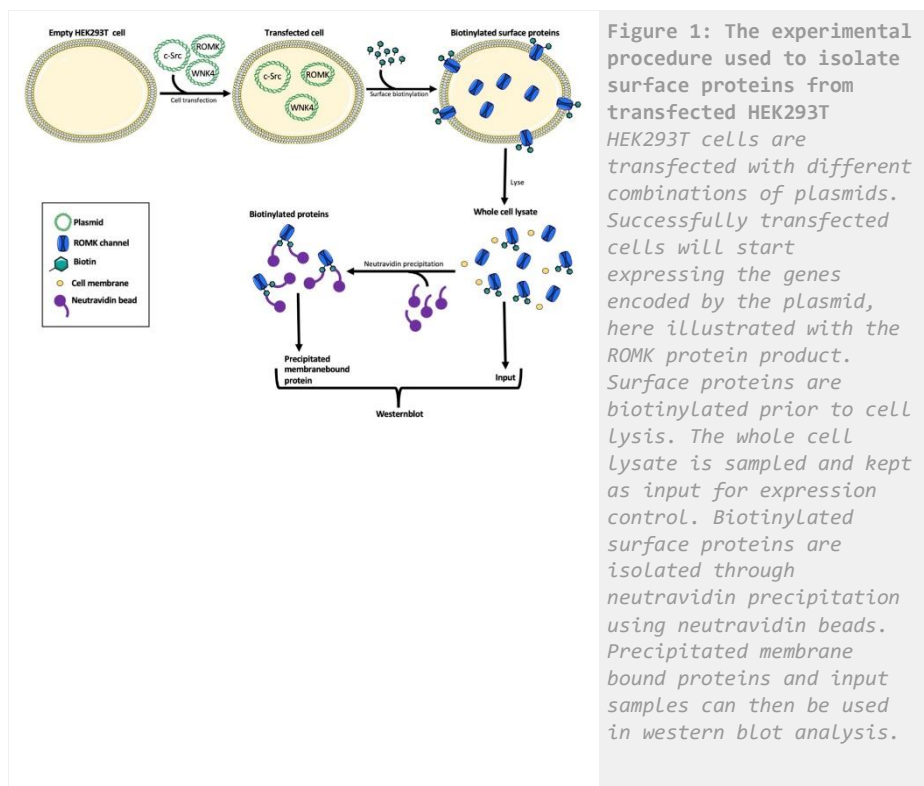 Empty HEK293T cell
Transfected cell
Biotinylated surface proteins
c-Src
ROMK
WNK4
Cell transfection
c-Src
ROMK
WNK4
Surface biotinylation
Lyse
Plasmid
ROMK channel
Biotin
Cell membrane
Neutravidin bead
Biotinylated proteins
Whole cell lysate
Neutravidin precipitation
Precipitated
membranebound
protein
Input
Westernblot
Figure 1: The experimental
procedure used to isolate
surface proteins from
transfected HEK293T
HEK293T cells are
transfected with different
combinations of plasmids.
Successfully transfected
cells will start
expressing the genes
encoded by the plasmid,
here illustrated with the
ROMK protein product.
Surface proteins are
biotinylated prior to cell
lysis. The whole cell
lysate is sampled and kept
as input for expression
control. Biotinylated
surface proteins are
isolated through
neutravidin precipitation
using neutravidin beads.
Precipitated membrane
bound proteins and input
samples can then be used
in western blot analysis.